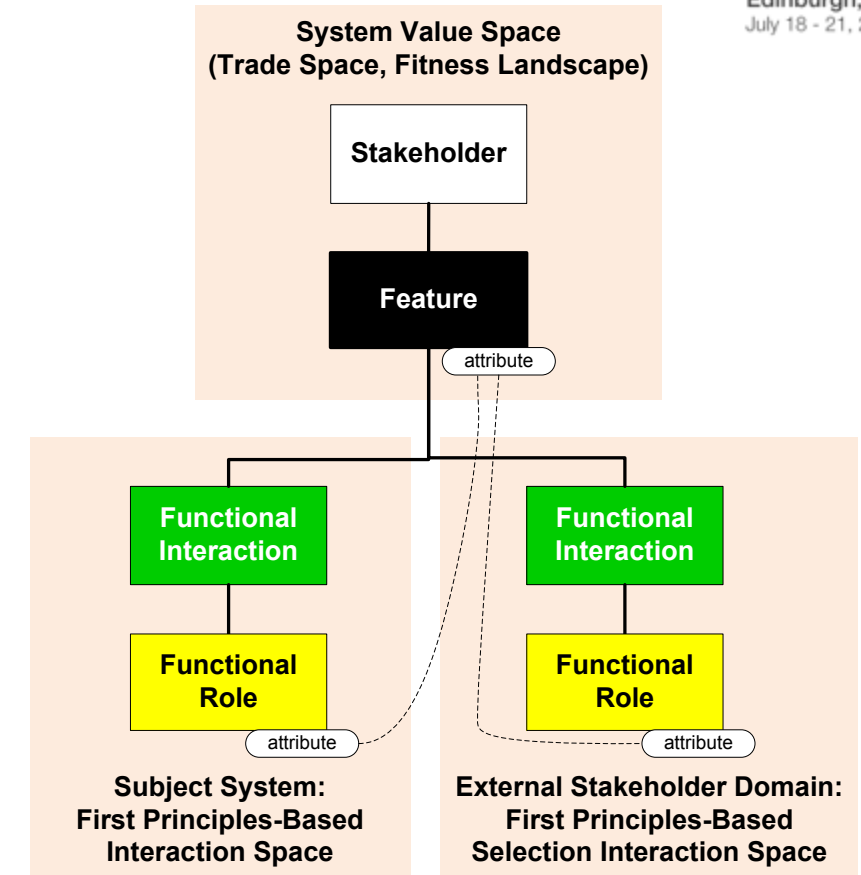 Edinburgh,
July 18 - 21,
System Value Space
(Trade Space, Fitness Landscape)
Stakeholder
Feature
attribute
Functional
Interaction
Functional
Role
attribute
Subject System:
First Principles-Based
Interaction Space
Functional
Interaction
Functional
Role
attribute
External Stakeholder Domain:
First Principles-Based
Selection Interaction Space